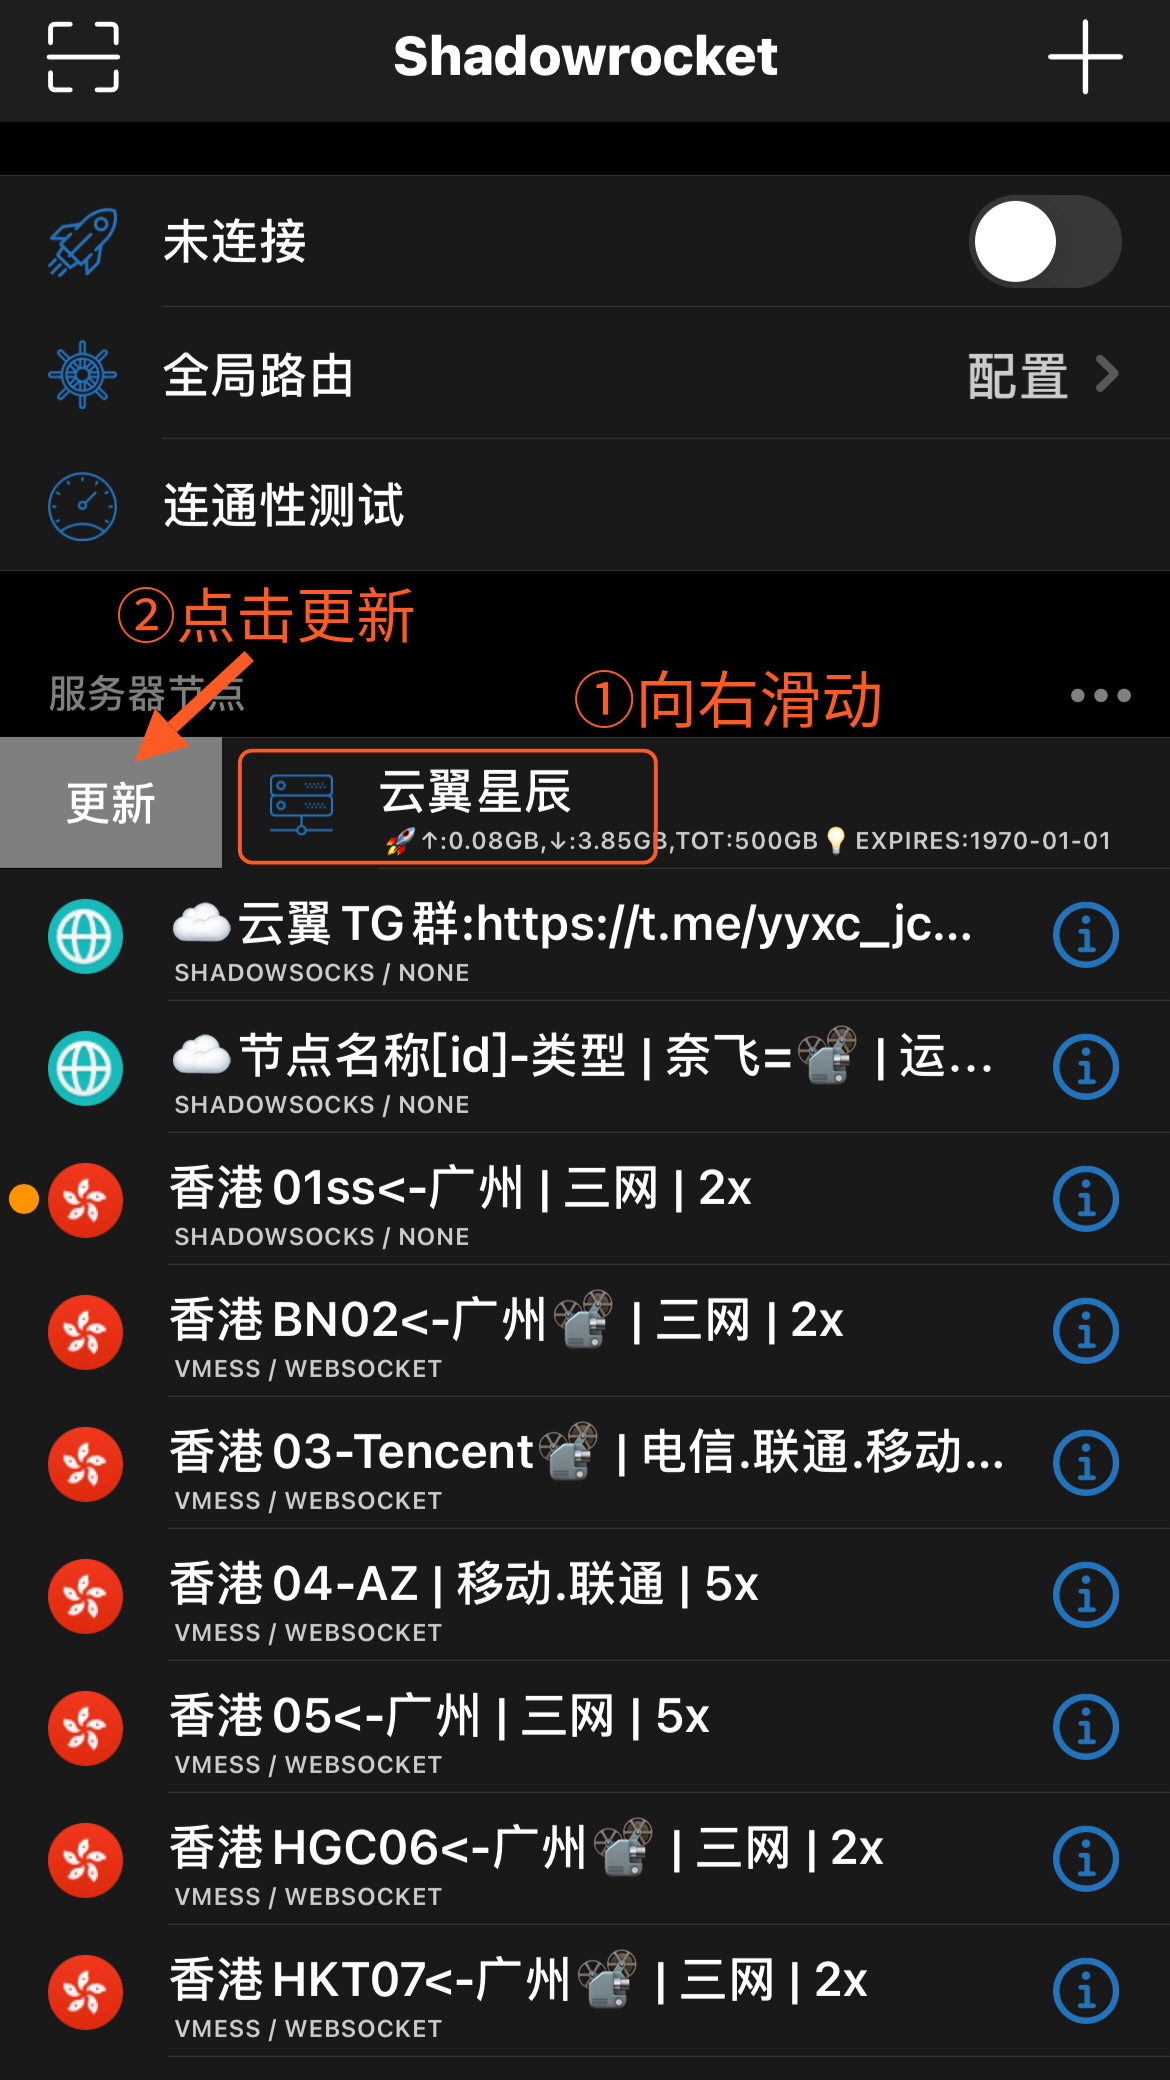 Shadowrocket
未连接
全局路由 配置
连通性测试
②点击更新
服务器节点
①向右滑动
更新
云翼星辰
🚀↑:0.08GB,↓:3.85GB,TOT:500GB💡EXPIRES:1970-01-01
☁️云翼 TG 群:https://t.me/yyxc_jc...
SHADOWSOCKS / NONE
☁️节点名称[id]-类型 | 奈飞=📽 | 运...
SHADOWSOCKS / NONE
香港 01ss<-广州 | 三网 | 2x
SHADOWSOCKS / NONE
香港 BN02<-广州📽 | 三网 | 2x
VMESS / WEBSOCKET
香港 03-Tencent📽 | 电信.联通.移动...
VMESS / WEBSOCKET
香港 04-AZ | 移动.联通 | 5x
VMESS / WEBSOCKET
香港 05<-广州 | 三网 | 5x
VMESS / WEBSOCKET
香港 HGC06<-广州📽 | 三网 | 2x
VMESS / WEBSOCKET
香港 HKT07<-广州📽 | 三网 | 2x
VMESS / WEBSOCKET